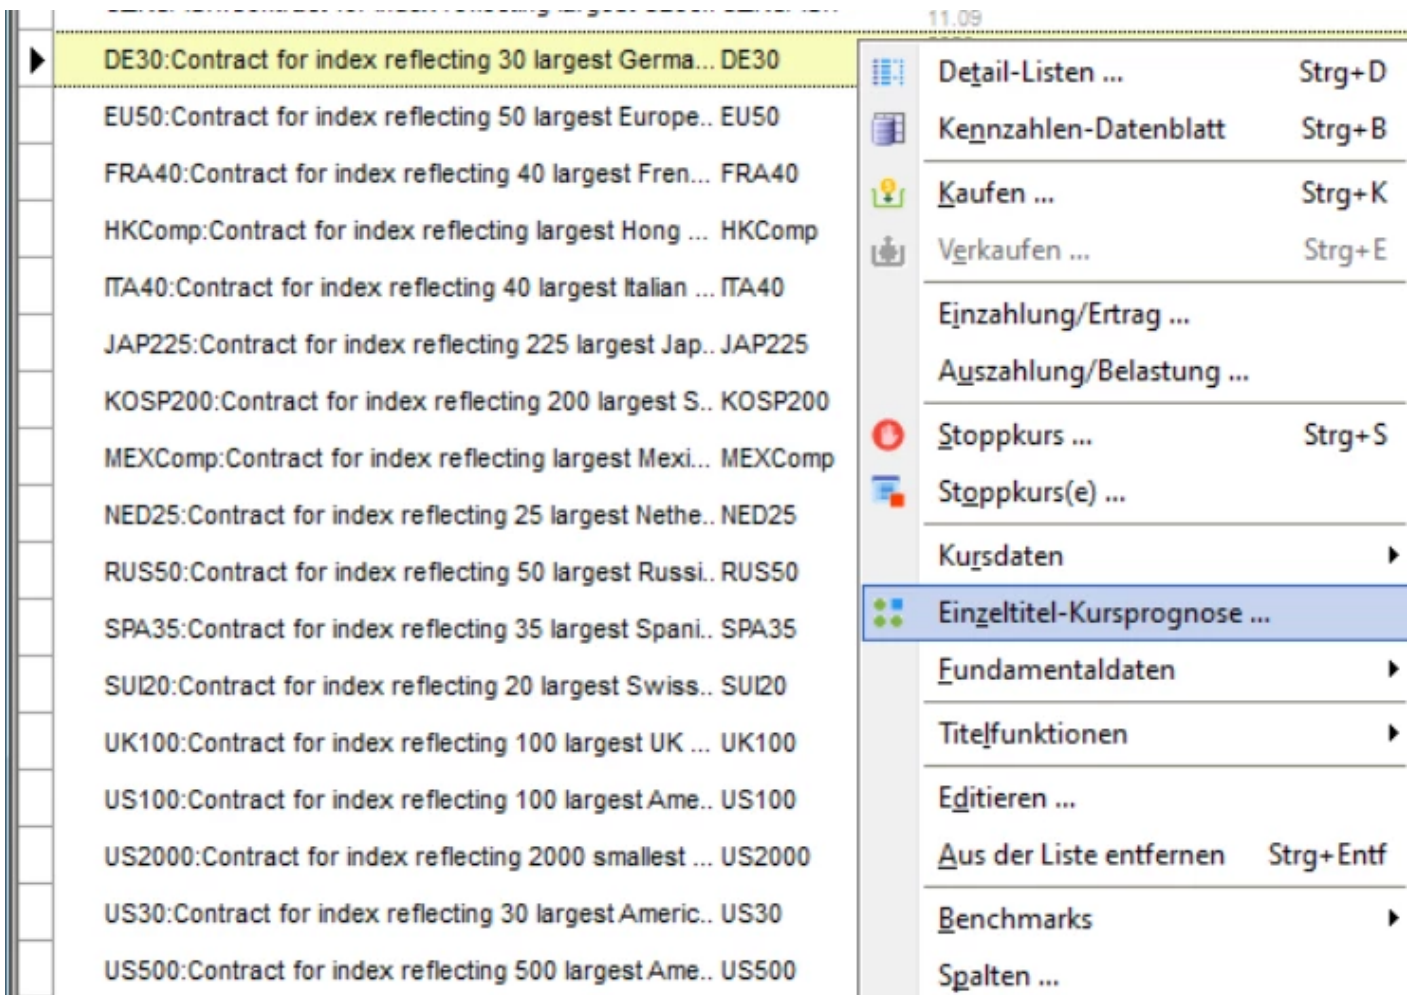 11.09
DE30:Contract for index reflecting 30 largest Germa... DE30
EU50:Contract for index reflecting 50 largest Europe.. EU50
FRA40:Contract for index reflecting 40 largest Fren... FRA40
HKComp:Contract for index reflecting largest Hong ... HKComp
ITA40:Contract for index reflecting 40 largest Italian ... ITA40
JAP225:Contract for index reflecting 225 largest Jap.. JAP225
KOSP200:Contract for index reflecting 200 largest S.. KOSP200
MEXComp:Contract for index reflecting largest Mexi... MEXComp
NED25:Contract for index reflecting 25 largest Nethe.. NED25
RUS50:Contract for index reflecting 50 largest Russi.. RUS50
SPA35:Contract for index reflecting 35 largest Spani.. SPA35
SUI20:Contract for index reflecting 20 largest Swiss.. SUI20
UK100:Contract for index reflecting 100 largest UK ... UK100
US100:Contract for index reflecting 100 largest Ame.. US100
US2000:Contract for index reflecting 2000 smallest ... US2000
US30:Contract for index reflecting 30 largest Americ.. US30
US500:Contract for index reflecting 500 largest Ame.. US500
Detail-Listen ... Strg+D
Kennzahlen-Datenblatt Strg+B
Kaufen ... Strg+K
Verkaufen ... Strg+E
Einzahlung/Ertrag ...
Auszahlung/Belastung ...
Stoppkurs ... Strg+S
Stoppkurs(e) ...
Kursdaten
Einzeltitel-Kursprognose ...
Fundamentaldaten
Titelfunktionen
Editieren ...
Aus der Liste entfernen Strg+Entf
Benchmarks
Spalten ...